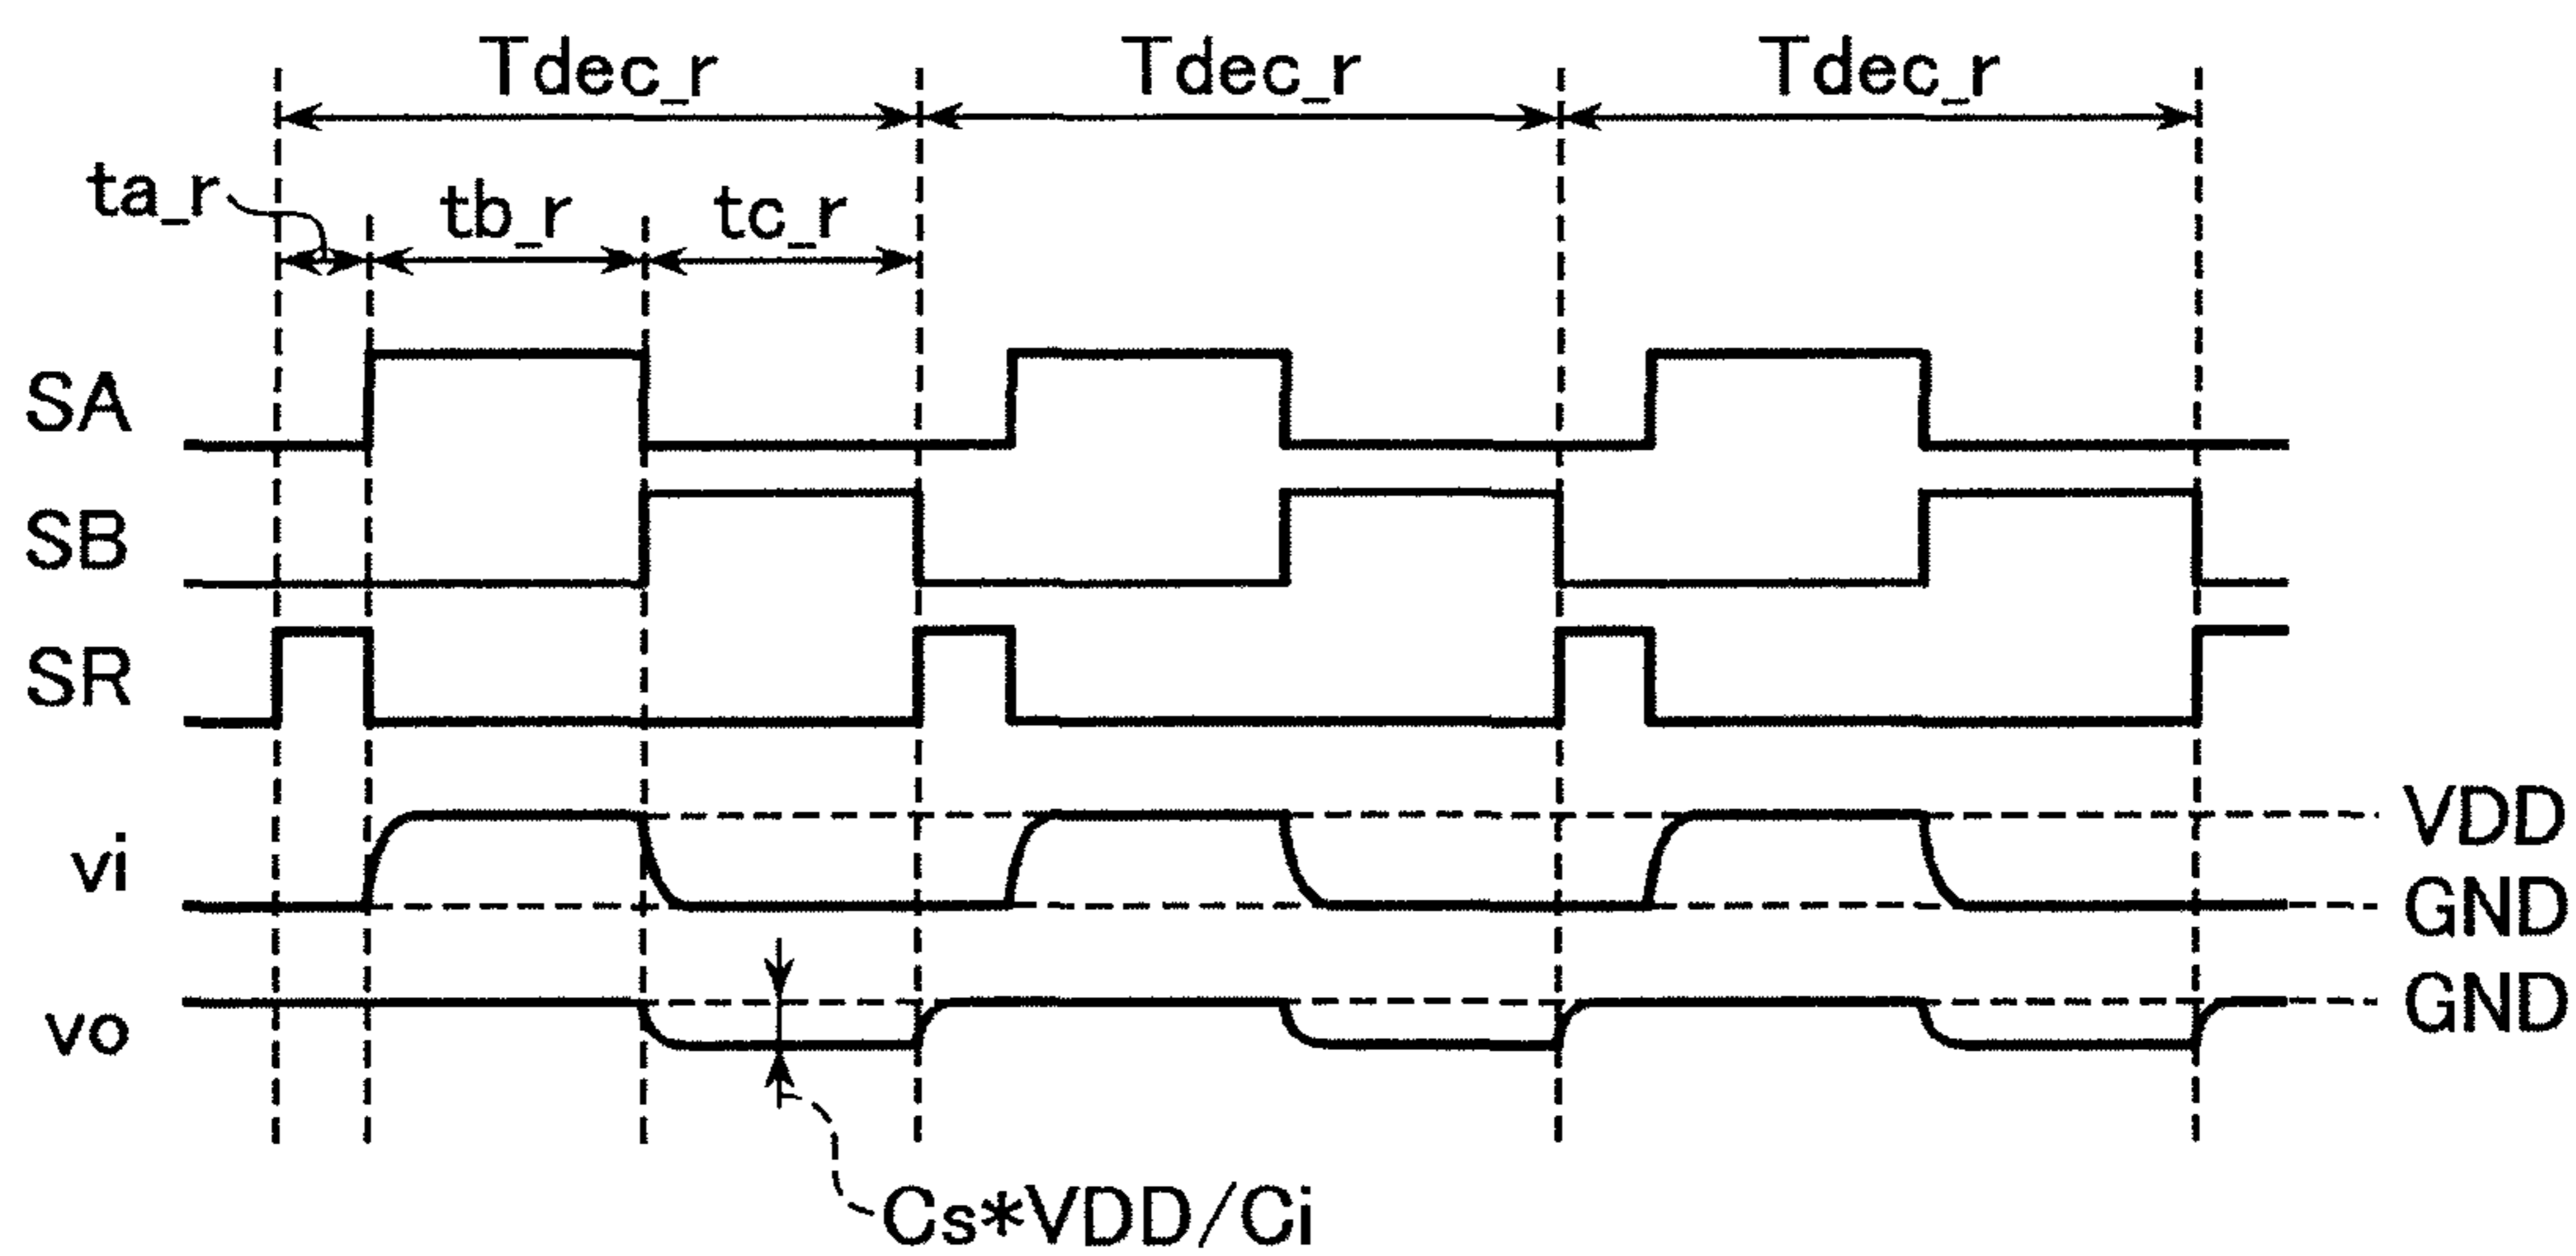 Tdec_r Tdec_r Tdec_r
ta_r tb_r tc_r
SA
SB
SR
vi
VDD
GND
vo
GND
Cs*VDD/Ci